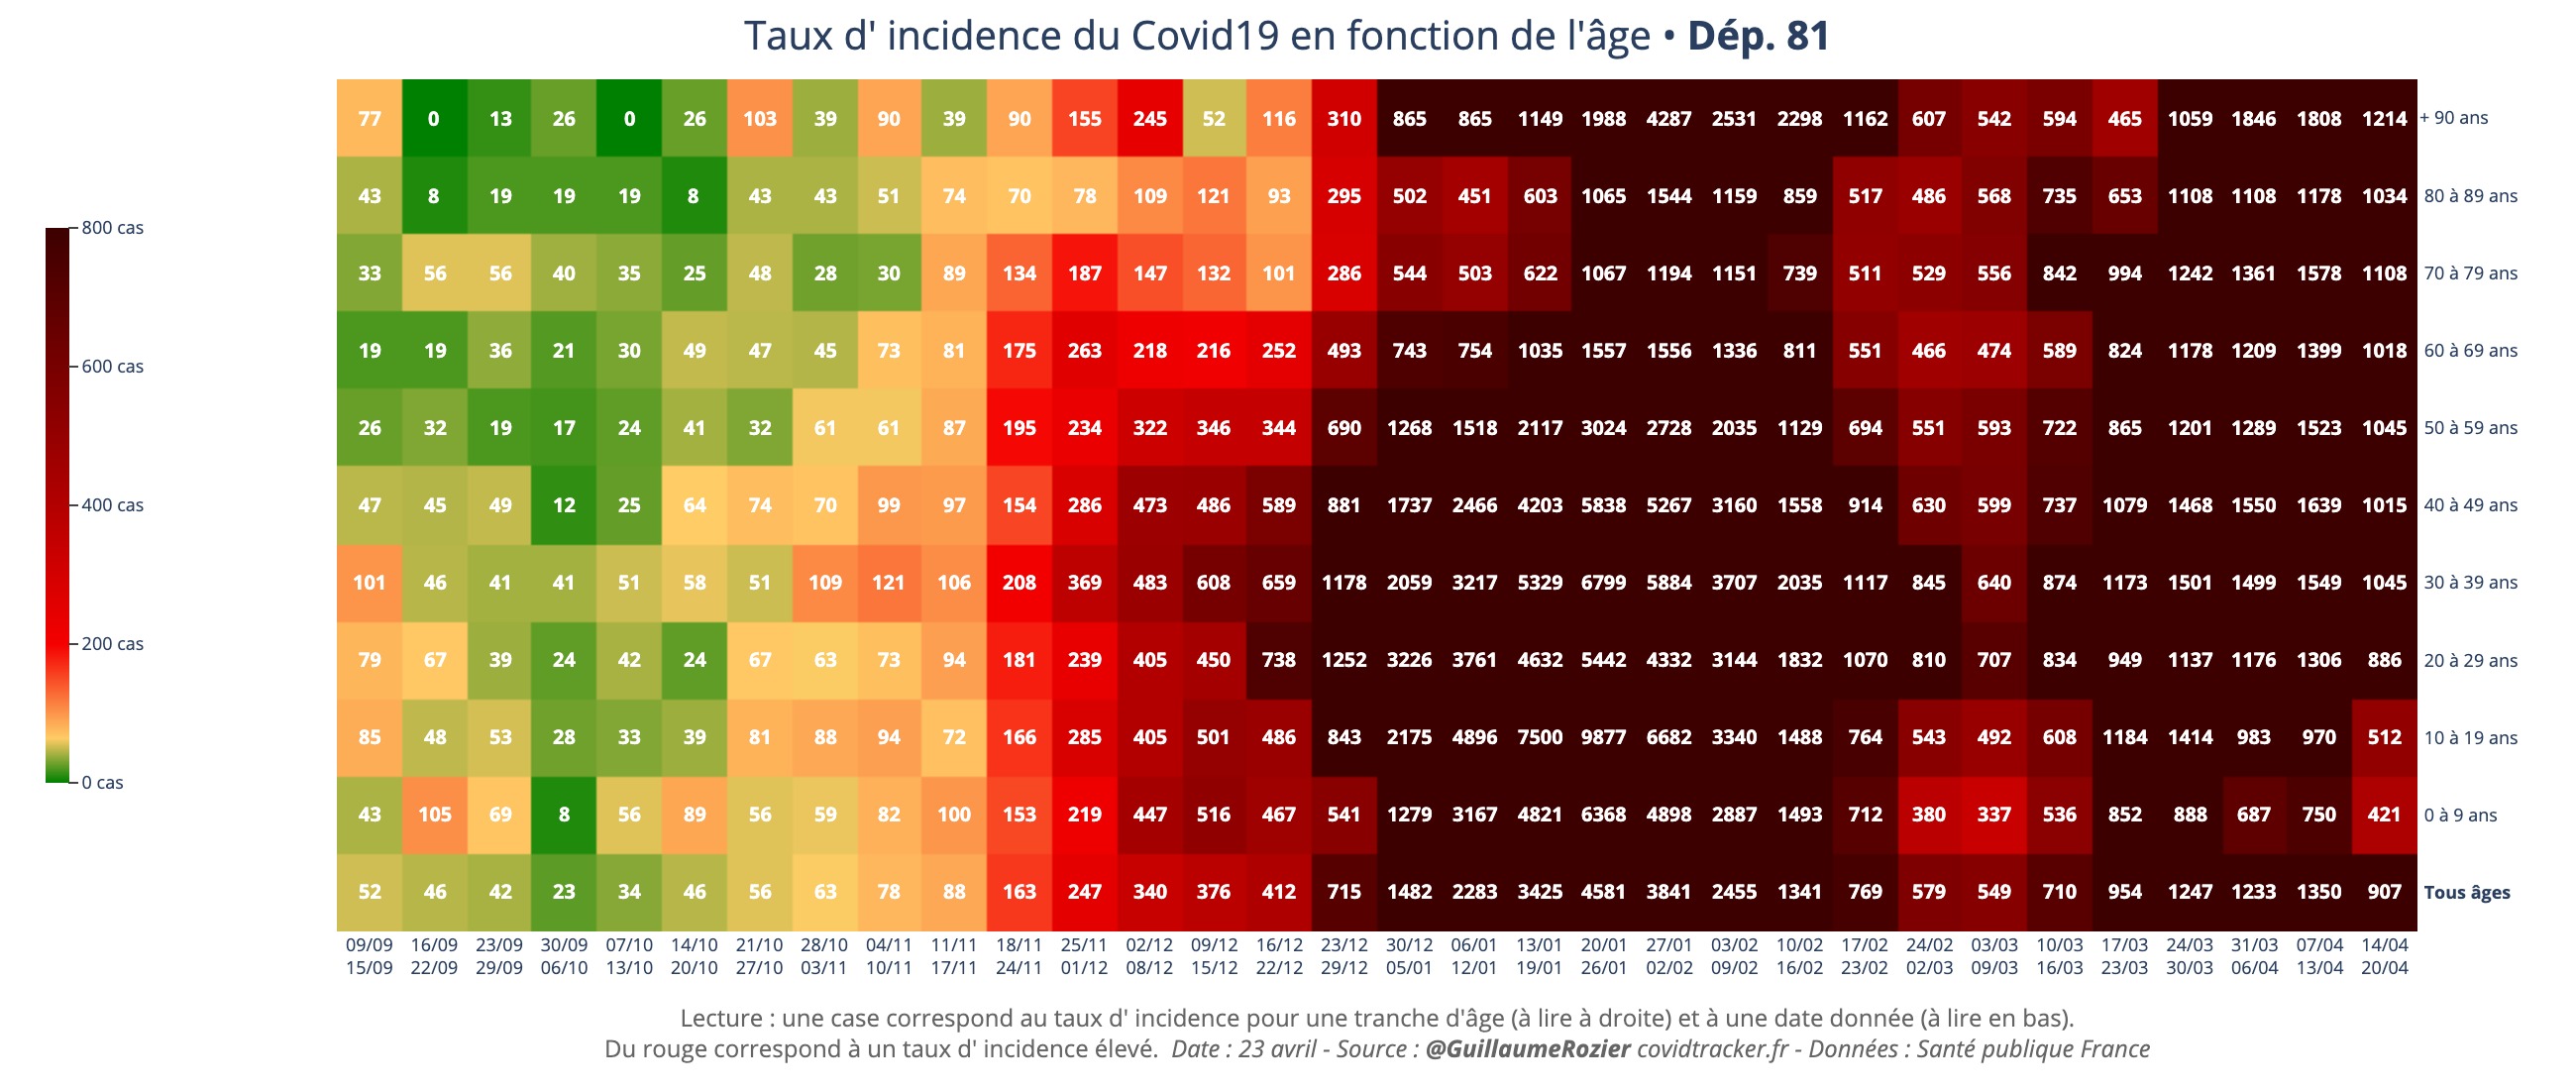 Taux d' incidence du Covid19 en fonction de l'âge • Dép. 81
77 0 13 26 0 26 103 39 90 39 90 155 245 52 116 310 865 865 1149 1988 4287 2531 2298 1162 607 542 594 465 1059 1846 1808 1214 + 90 ans
43 8 19 19 19 8 43 43 51 74 70 78 109 121 93 295 502 451 603 1065 1544 1159 859 517 486 568 735 653 1108 1108 1178 1034 80 à 89 ans
800 cas
33 56 56 40 35 25 48 28 30 89 134 187 147 132 101 286 544 503 622 1067 1194 1151 739 511 529 556 842 994 1242 1361 1578 1108 70 à 79 ans
19 19 36 21 30 49 47 45 73 81 175 263 218 216 252 493 743 754 1035 1557 1556 1336 811 551 466 474 589 824 1178 1209 1399 1018 60 à 69 ans
600 cas
26 32 19 17 24 41 32 61 61 87 195 234 322 346 344 690 1268 1518 2117 3024 2728 2035 1129 694 551 593 722 865 1201 1289 1523 1045 50 à 59 ans
400 cas
47 45 49 12 25 64 74 70 99 97 154 286 473 486 589 881 1737 2466 4203 5838 5267 3160 1558 914 630 599 737 1079 1468 1550 1639 1015 40 à 49 ans
101 46 41 41 51 58 51 109 121 106 208 369 483 608 659 1178 2059 3217 5329 6799 5884 3707 2035 1117 845 640 874 1173 1501 1499 1549 1045 30 à 39 ans
200 cas
79 67 39 24 42 24 67 63 73 94 181 239 405 450 738 1252 3226 3761 4632 5442 4332 3144 1832 1070 810 707 834 949 1137 1176 1306 886 20 à 29 ans
85 48 53 28 33 39 81 88 94 72 166 285 405 501 486 843 2175 4896 7500 9877 6682 3340 1488 764 543 492 608 1184 1414 983 970 512 10 à 19 ans
0 cas
43 105 69 8 56 89 56 59 82 100 153 219 447 516 467 541 1279 3167 4821 6368 4898 2887 1493 712 380 337 536 852 888 687 750 421 0 à 9 ans
52 46 42 23 34 46 56 63 78 88 163 247 340 376 412 715 1482 2283 3425 4581 3841 2455 1341 769 579 549 710 954 1247 1233 1350 907 Tous âges
09/09 16/09 23/09 30/09 07/10 14/10 21/10 28/10 04/11 11/11 18/11 25/11 02/12 09/12 16/12 23/12 30/12 06/01 13/01 20/01 27/01 03/02 10/02 17/02 24/02 03/03 10/03 17/03 24/03 31/03 07/04 14/04
15/09 22/09 29/09 06/10 13/10 20/10 27/10 03/11 10/11 17/11 24/11 01/12 08/12 15/12 22/12 29/12 05/01 12/01 19/01 26/01 02/02 09/02 16/02 23/02 02/03 09/03 16/03 23/03 30/03 06/04 13/04 20/04
Lecture : une case correspond au taux d' incidence pour une tranche d'âge (à lire à droite) et à une date donnée (à lire en bas).
Du rouge correspond à un taux d' incidence élevé. Date : 23 avril - Source : @GuillaumeRozier covidtracker.fr - Données : Santé publique France